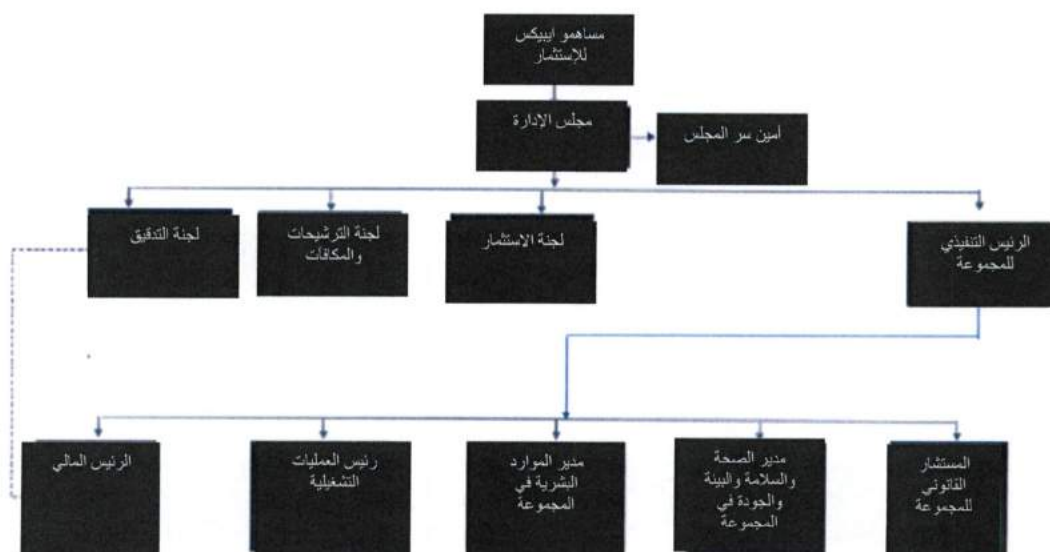 مساهمو ايبيكس
للإستثمار
مجلس الإدارة
أمين سر المجلس
الرئيس التنفيذي
للمجموعة
لجنة الاستثمار
لجنة الترشيحات
والمكافات
لجنة التدقيق
المستشار
القانوني
للمجموعة
مدير الصحة
والسلامة والبيئة
والجودة في
المجموعة
مدير الموارد
البشرية في
المجموعة
رئيس العمليات
التشغيلية
الرئيس المالي